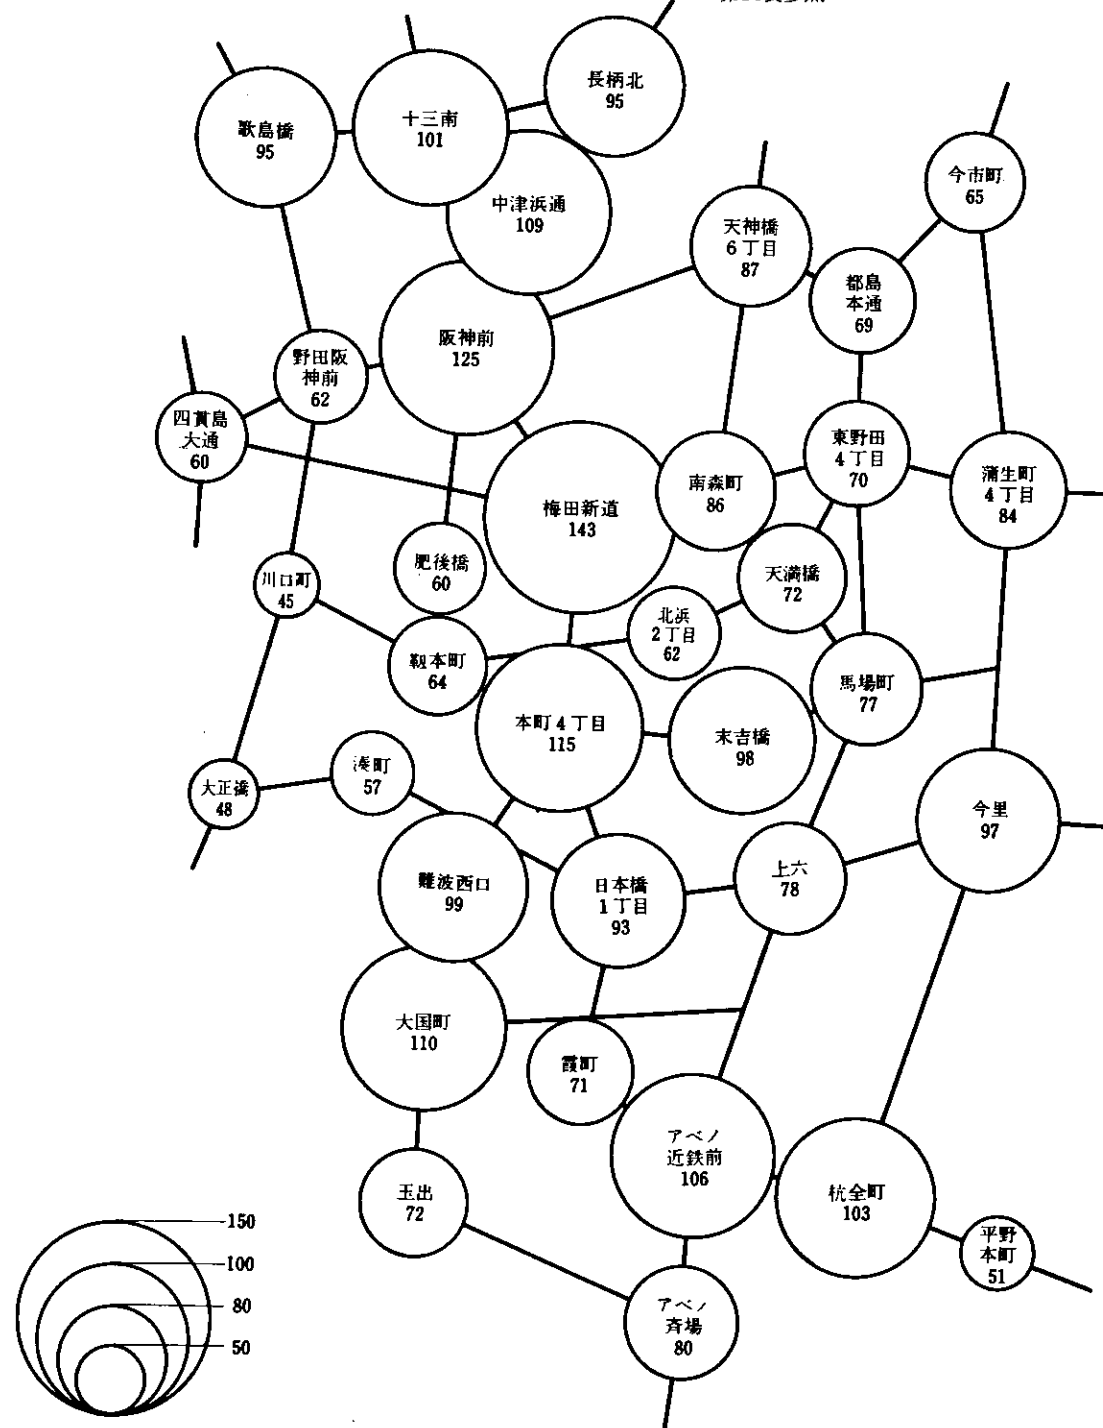 長柄北
95
十三南
101
歌島橋
95
今市町
65
中津浜通
109
天神橋
6丁目
87
都島
本通
69
阪神前
125
野田阪
神前
62
四貫島
大通
60
東野田
4丁目
70
南森町
86
蒲生町
4丁目
84
梅田新道
143
肥後橋
60
天満橋
72
川口町
45
北浜
2丁目
62
靱本町
64
馬場町
77
本町4丁目
115
末吉橋
98
湊町
57
大正橋
48
今里
97
難波西口
99
日本橋
1丁目
93
上六
78
大国町
110
霞町
71
アベノ
近鉄前
106
玉出
72
杭全町
103
平野
本町
51
アベノ
斉場
80
150
100
80
50